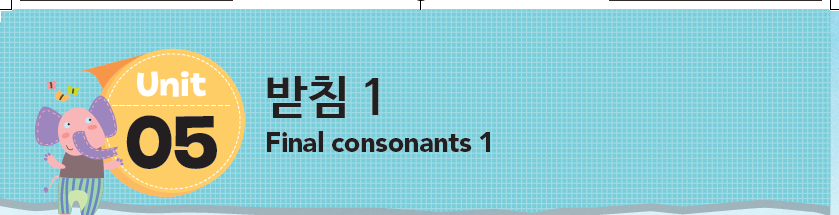 Unit
05
받침 1
Final consonants 1